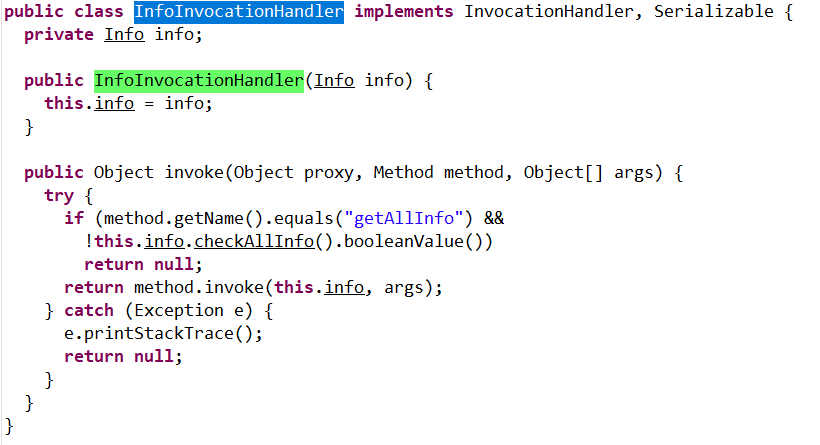 public class InfoInvocationHandler implements InvocationHandler, Serializable {
  private Info info;

  public InfoInvocationHandler(Info info) {
    this.info = info;
  }

  public Object invoke(Object proxy, Method method, Object[] args) {
    try {
      if (method.getName().equals("getAllInfo") &&
        !this.info.checkAllInfo().booleanValue())
        return null;
      return method.invoke(this.info, args);
    } catch (Exception e) {
      e.printStackTrace();
      return null;
    }
  }
}